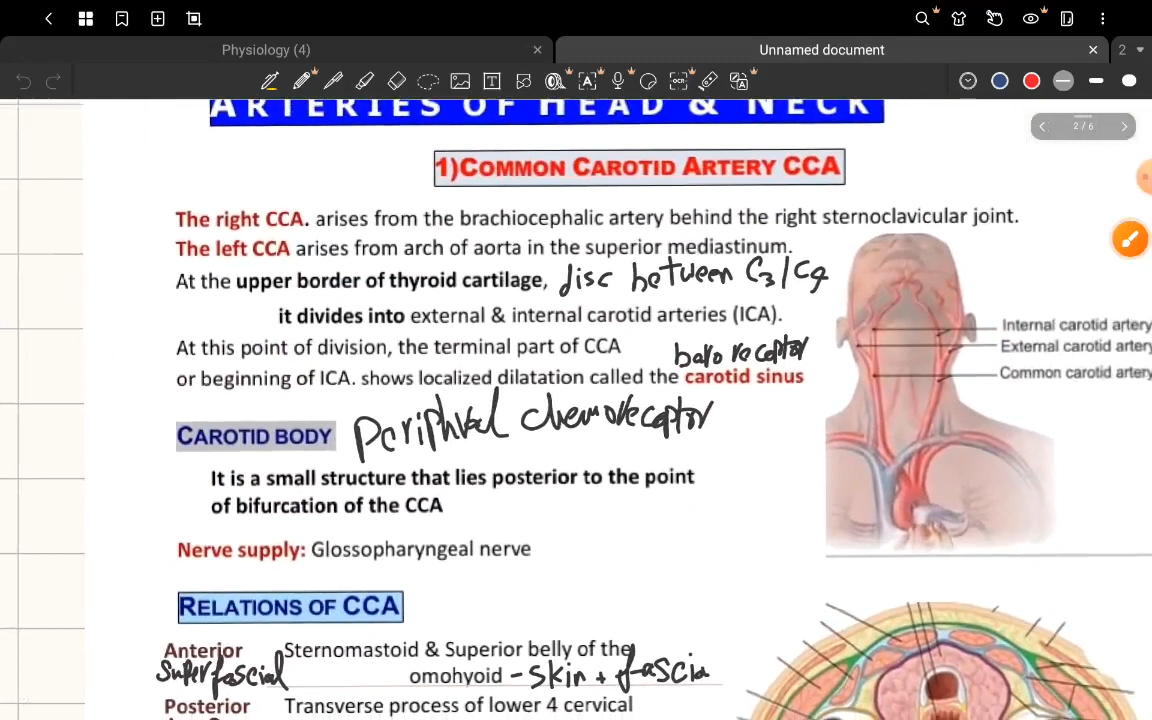 Physiology (4)
Unnamed document
2
ARTERIES OF HEAD & NECK
2 / 6
1)COMMON CAROTID ARTERY CCA
The right CCA. arises from the brachiocephalic artery behind the right sternoclavicular joint.
The left CCA arises from arch of aorta in the superior mediastinum.
At the upper border of thyroid cartilage, disc between C3/C4
it divides into external & internal carotid arteries (ICA).
At this point of division, the terminal part of CCA baro receptor
or beginning of ICA. shows localized dilatation called the carotid sinus
Internal carotid artery
External carotid artery
Common carotid artery
CAROTID BODY periphral chemoreceptor
It is a small structure that lies posterior to the point
of bifurcation of the CCA
Nerve supply: Glossopharyngeal nerve
RELATIONS OF CCA
Anterior Sternomastoid & Superior belly of the
superfascial omohyoid - skin + fascia
Posterior Transverse process of lower 4 cervical